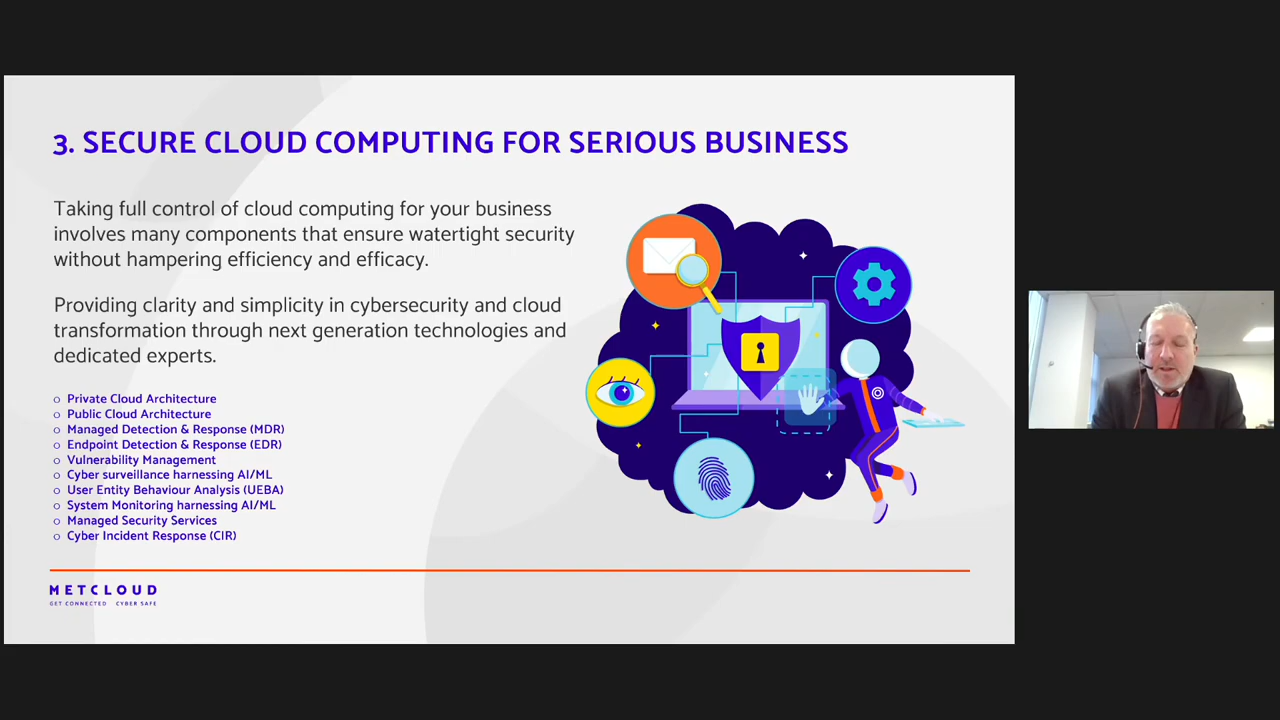 3. SECURE CLOUD COMPUTING FOR SERIOUS BUSINESS
Taking full control of cloud computing for your business
involves many components that ensure watertight security
without hampering efficiency and efficacy.
Providing clarity and simplicity in cybersecurity and cloud
transformation through next generation technologies and
dedicated experts.
o Private Cloud Architecture
o Public Cloud Architecture
o Managed Detection & Response (MDR)
o Endpoint Detection & Response (EDR)
o Vulnerability Management
o Cyber surveillance harnessing AI/ML
o User Entity Behaviour Analysis (UEBA)
o System Monitoring harnessing AI/ML
o Managed Security Services
o Cyber Incident Response (CIR)
METCLOUD
GET CONNECTED CYBER SAFE